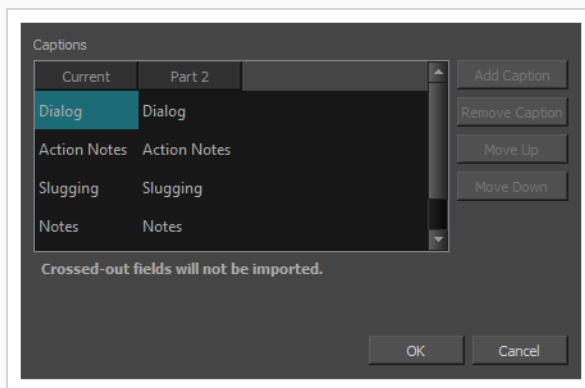 Captions
Current Part 2 Add Caption
Dialog Dialog Remove Caption
Action Notes Action Notes Move Up
Slugging Slugging Move Down
Notes Notes
Crossed-out fields will not be imported.
OK Cancel